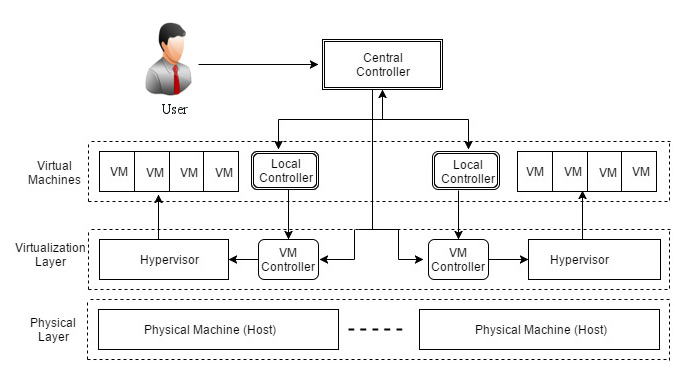 Central
Controller
User
Virtual
Machines
VM VM VM VM
Local
Controller
Local
Controller
VM VM VM VM
Virtualization
Layer
Hypervisor
VM
Controller
VM
Controller
Hypervisor
Physical
Layer
Physical Machine (Host)
Physical Machine (Host)